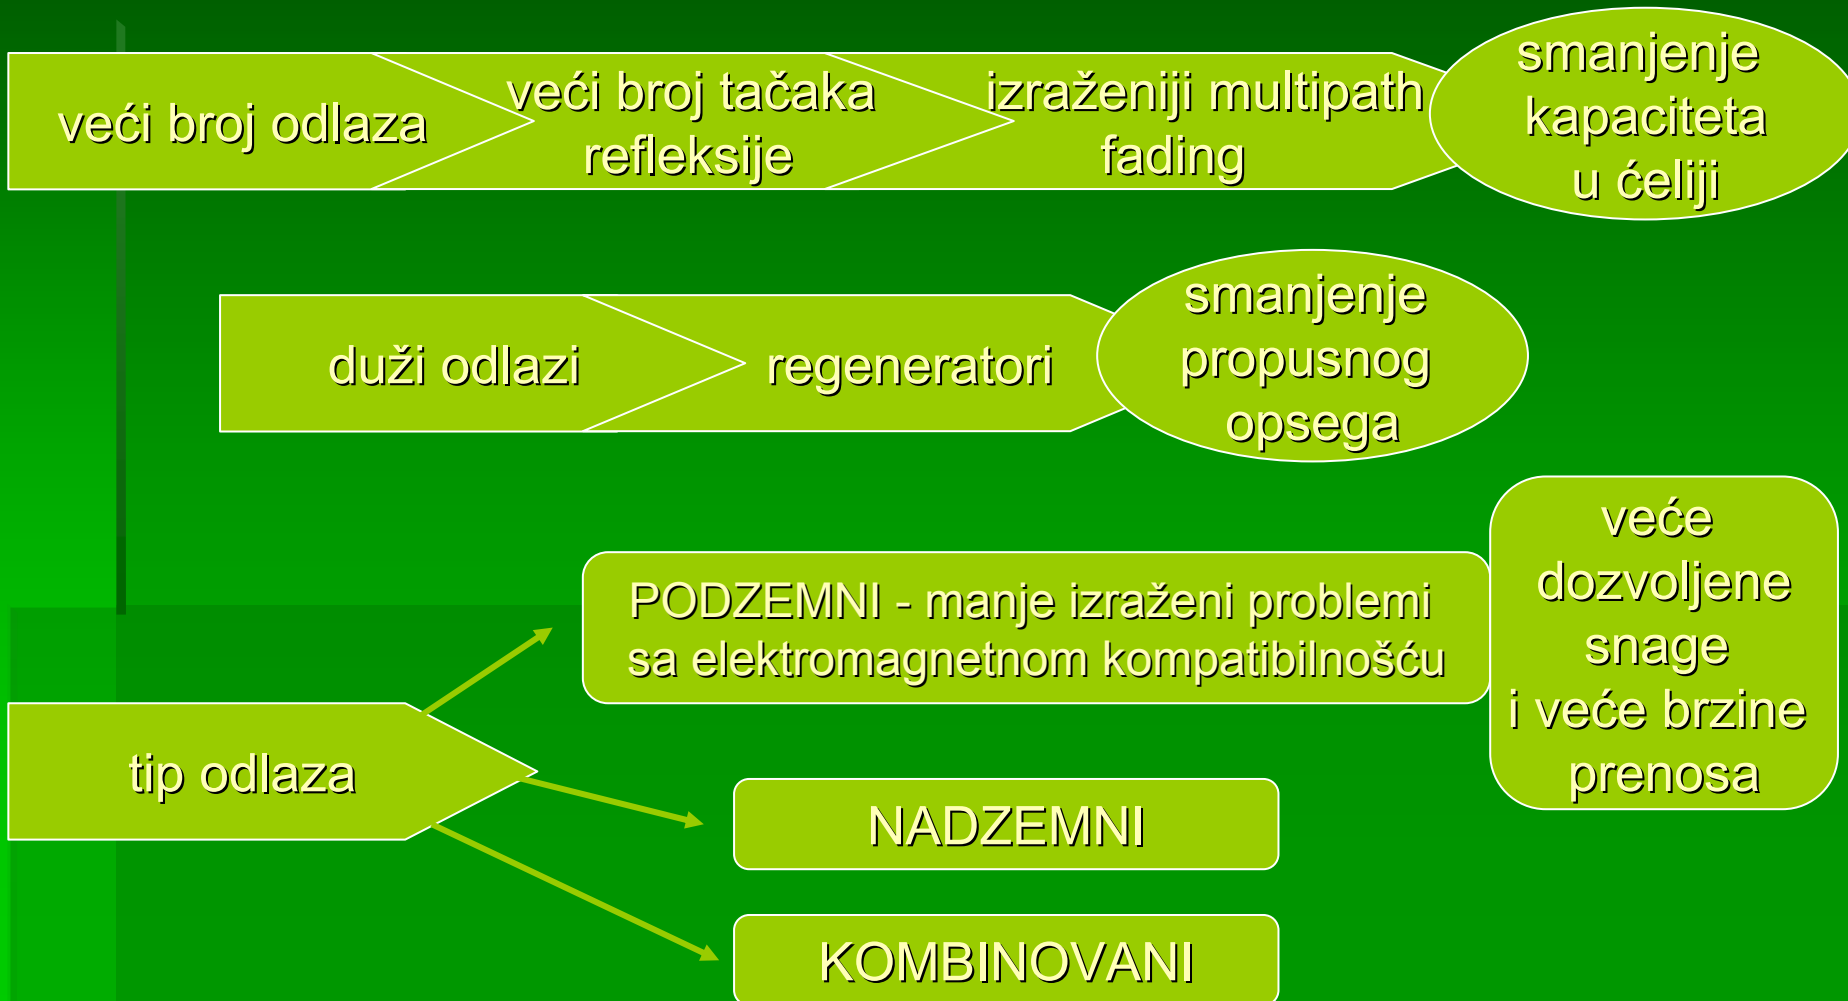 veći broj odlaza
veći broj tačaka
refleksije
izraženiji multipath
fading
smanjenje
kapaciteta
u ćeliji
duži odlazi
regeneratori
smanjenje
propusnog
opsega
tip odlaza
PODZEMNI - manje izraženi problemi
sa elektromagnetnom kompatibilnošću
veće
dozvoljene
snage
i veće brzine
prenosa
NADZEMNI
KOMBINOVANI